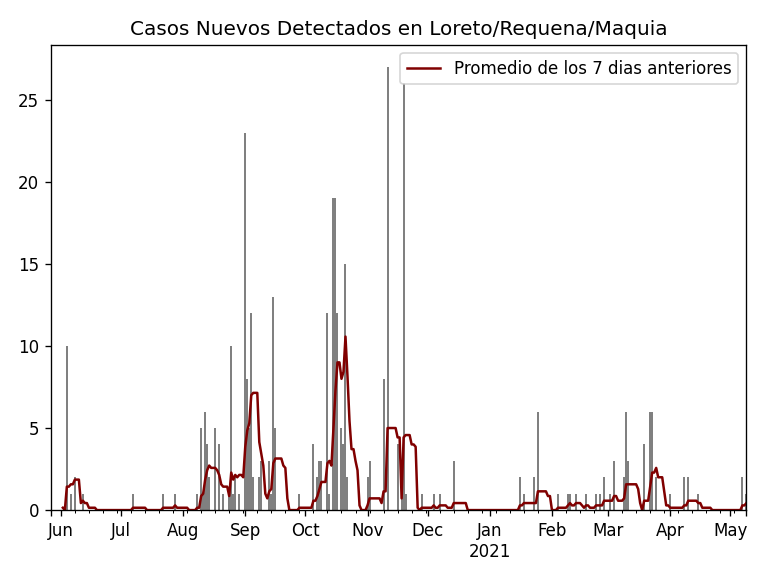 Casos Nuevos Detectados en Loreto/Requena/Maquia
Promedio de los 7 dias anteriores
25
20
15
10
5
0
Jun Jul Aug Sep Oct Nov Dec Jan Feb Mar Apr May
2021